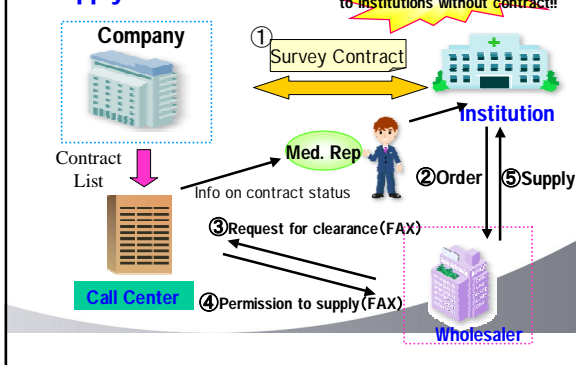 to institutions without contract!!
Company
①
Survey Contract
Institution
Med. Rep
Contract
List
Info on contract status
②Order
⑤Supply
③Request for clearance(FAX)
Call Center
④Permission to supply(FAX)
Wholesaler